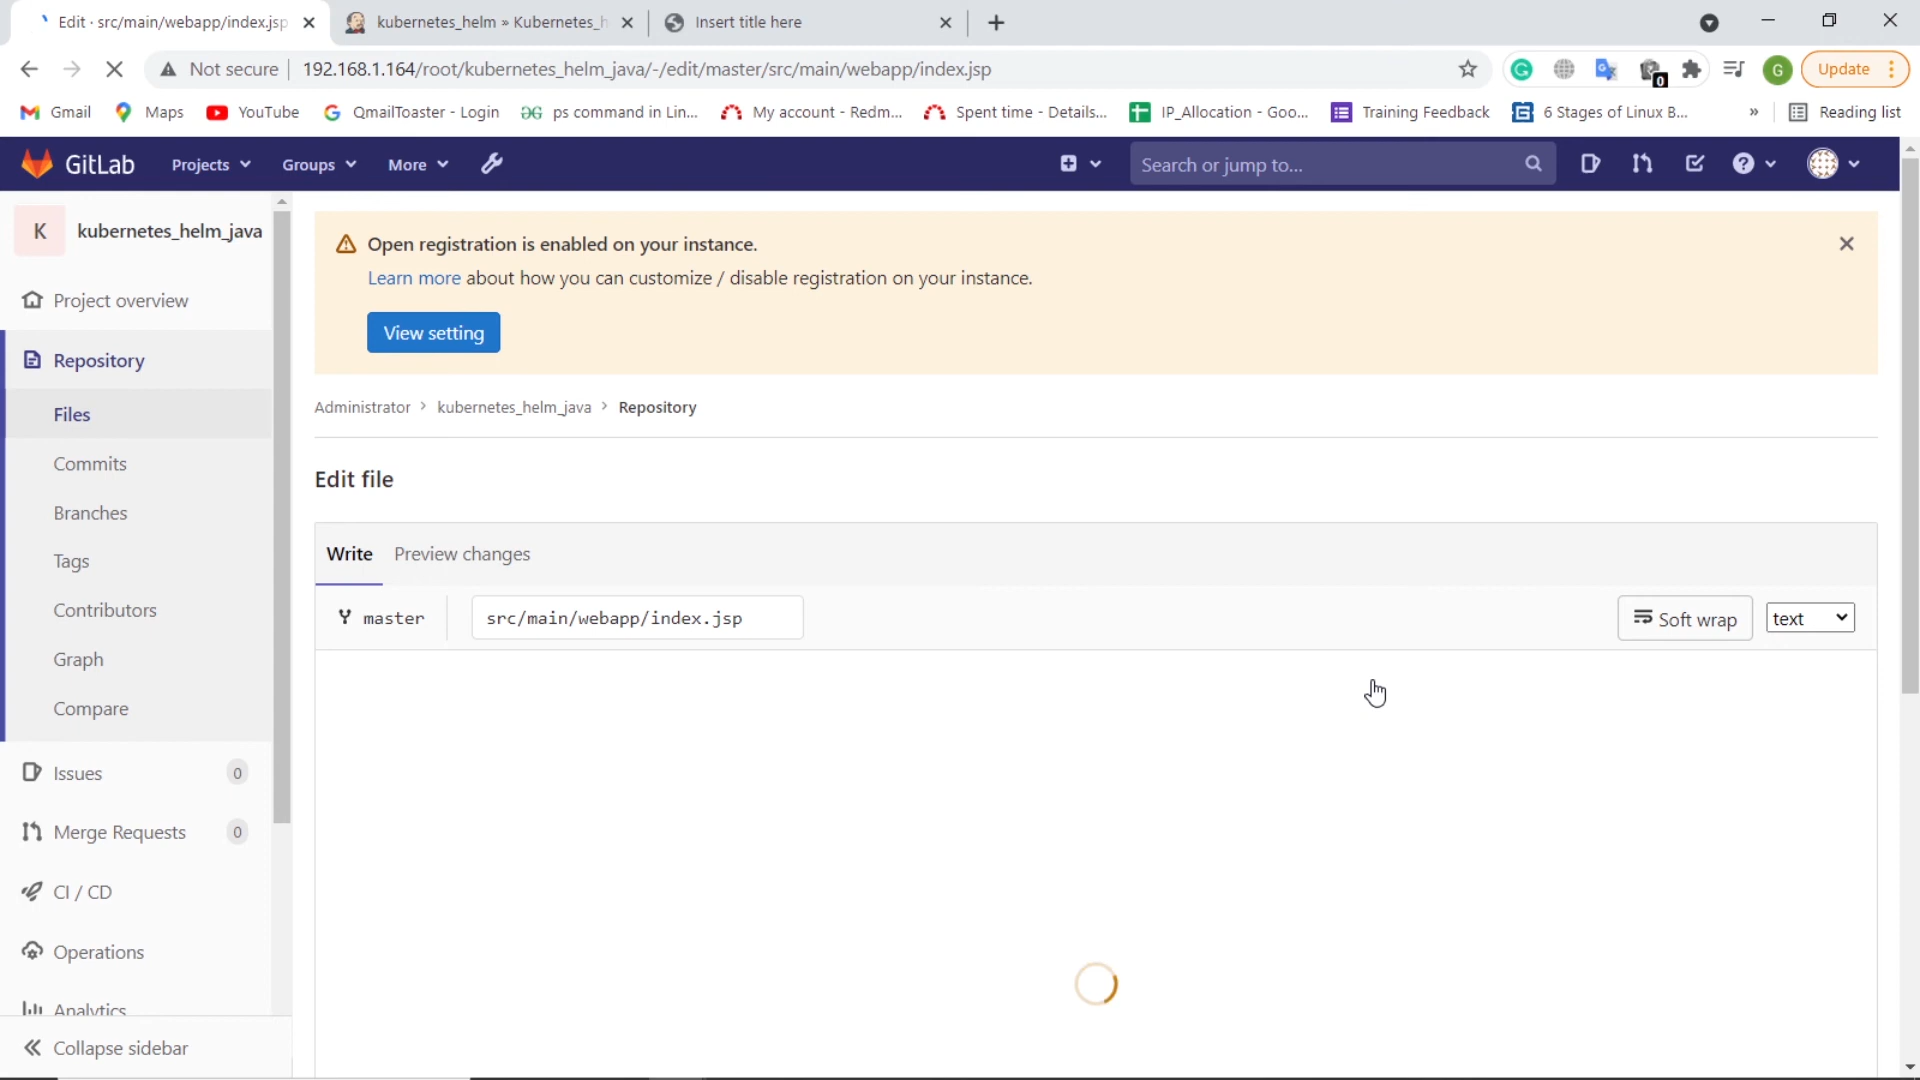 Edit · src/main/webapp/index.jsp
kubernetes_helm » Kubernetes_h
Insert title here
Not secure
192.168.1.164/root/kubernetes_helm_java/-/edit/master/src/main/webapp/index.jsp
0
G
Update
Gmail
Maps
YouTube
QmailToaster - Login
ps command in Lin...
My account - Redm...
Spent time - Details...
IP_Allocation - Goo...
Training Feedback
6 Stages of Linux B...
»
Reading list
GitLab
Projects
Groups
More
Search or jump to...
K
kubernetes_helm_java
Project overview
Repository
Files
Commits
Branches
Tags
Contributors
Graph
Compare
Issues
0
Merge Requests
0
CI / CD
Operations
Analytics
Collapse sidebar
Open registration is enabled on your instance.
Learn more about how you can customize / disable registration on your instance.
View setting
Administrator > kubernetes_helm_java > Repository
Edit file
Write
Preview changes
master
src/main/webapp/index.jsp
Soft wrap
text